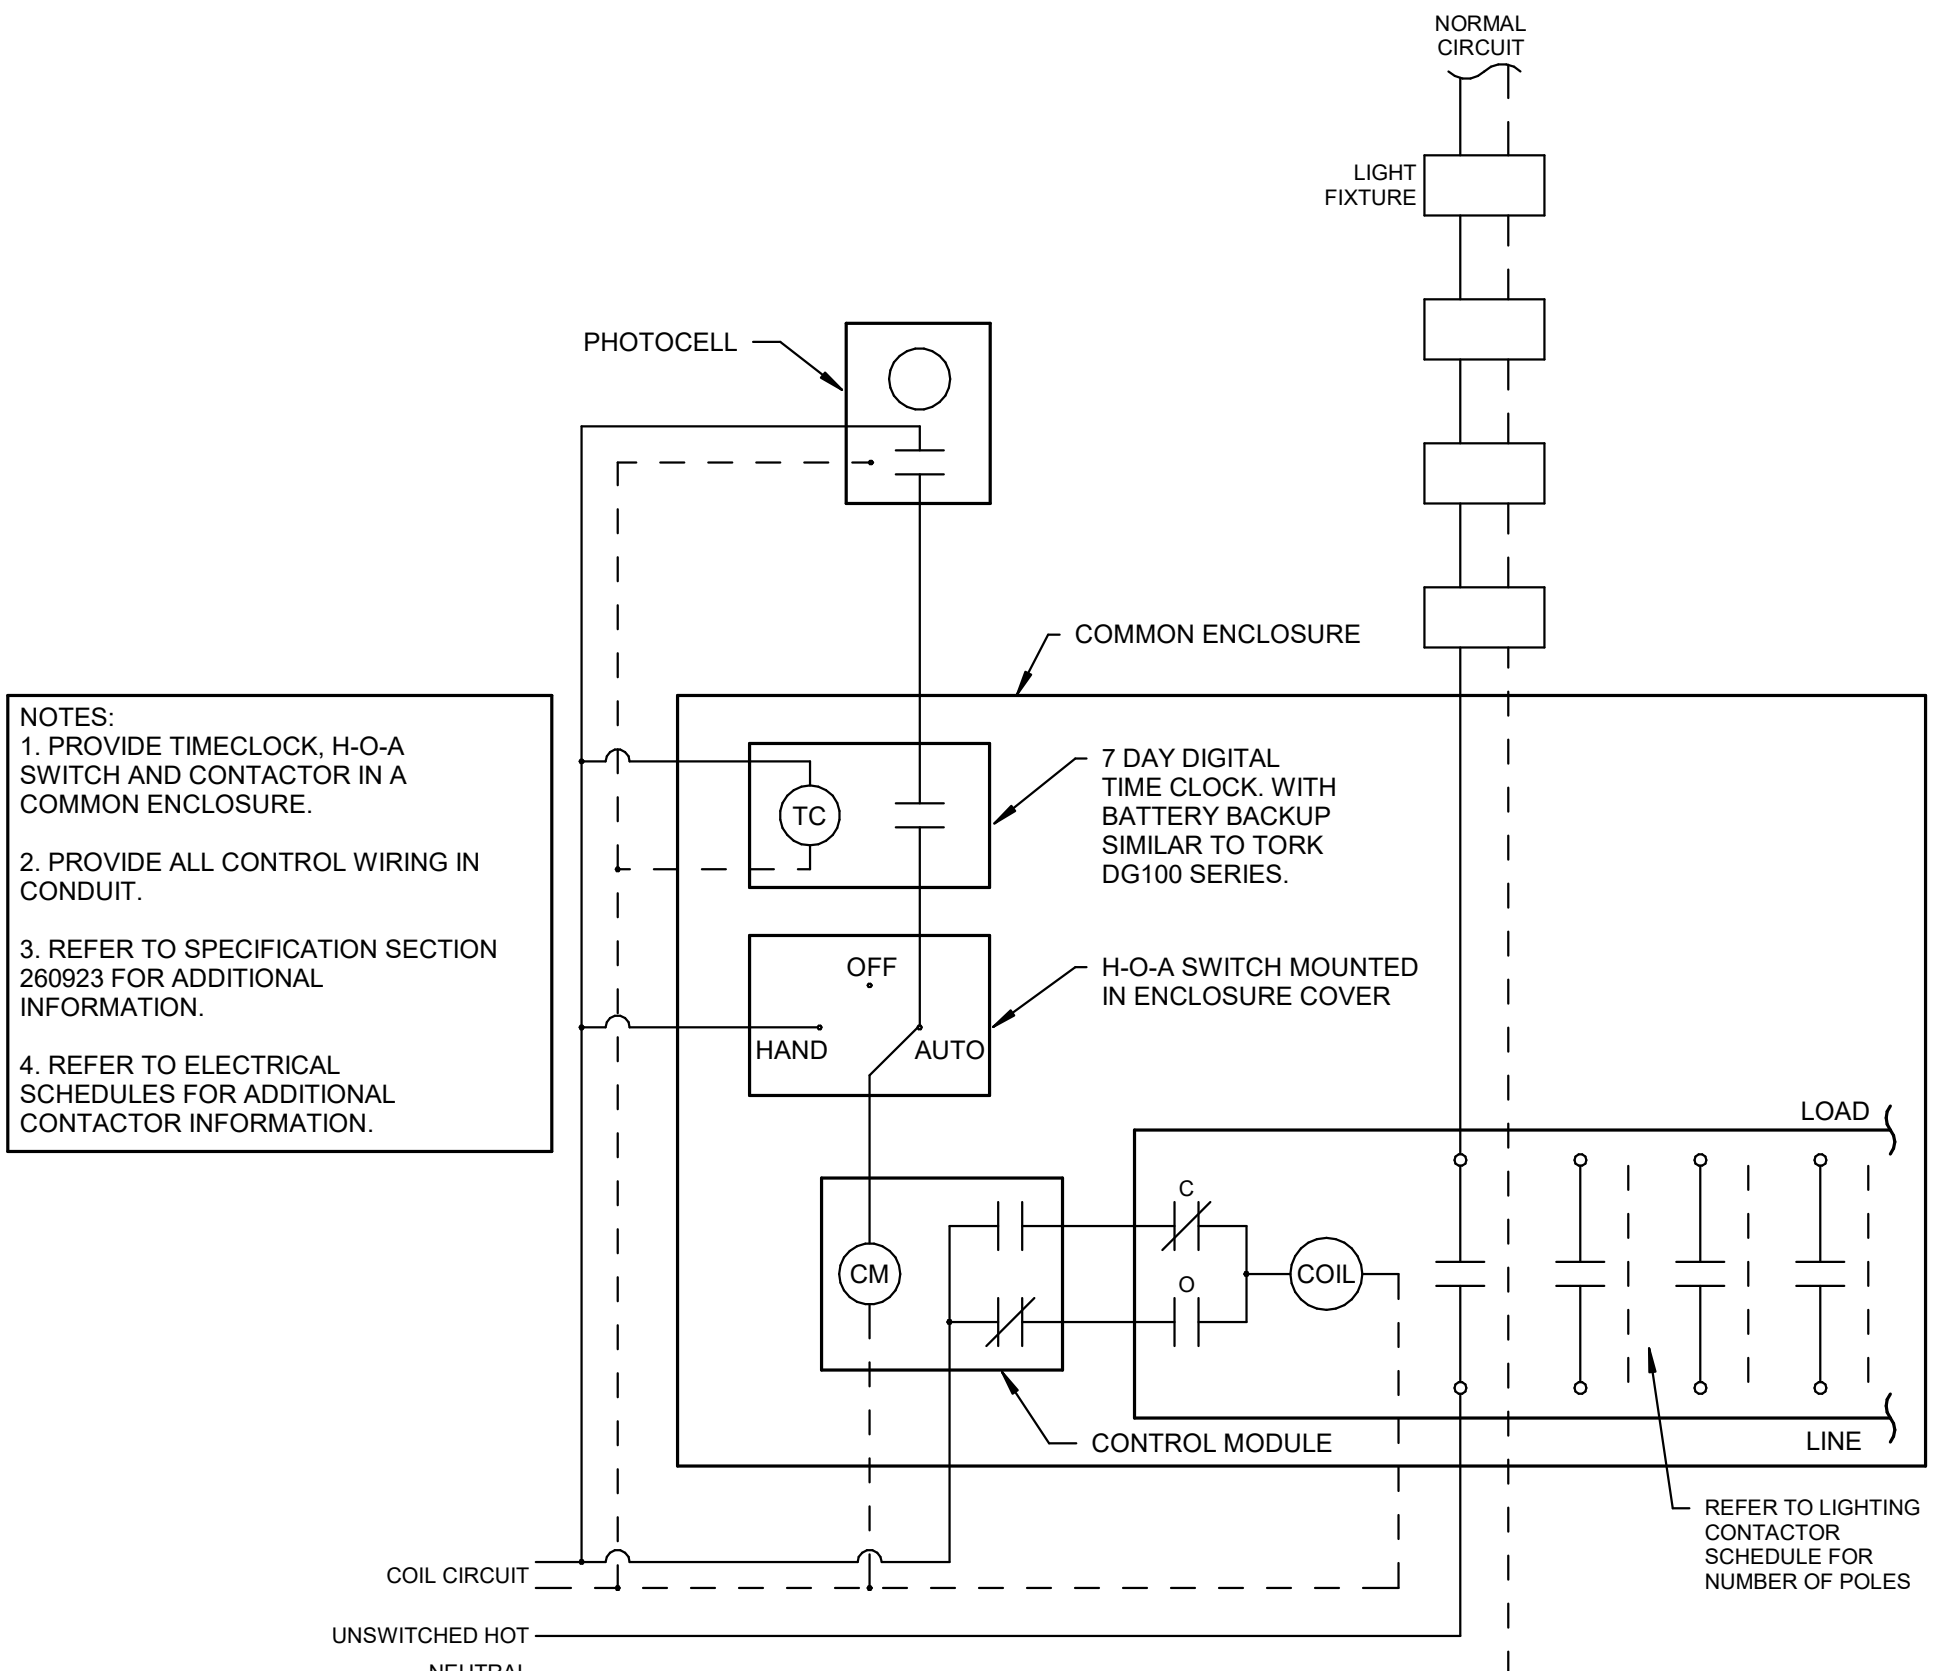 NORMAL
CIRCUIT
LIGHT
FIXTURE
PHOTOCELL
COMMON ENCLOSURE
NOTES:
1. PROVIDE TIMECLOCK, H-O-A
SWITCH AND CONTACTOR IN A
COMMON ENCLOSURE.
2. PROVIDE ALL CONTROL WIRING IN
CONDUIT.
3. REFER TO SPECIFICATION SECTION
260923 FOR ADDITIONAL
INFORMATION.
4. REFER TO ELECTRICAL
SCHEDULES FOR ADDITIONAL
CONTACTOR INFORMATION.
TC
7 DAY DIGITAL
TIME CLOCK. WITH
BATTERY BACKUP
SIMILAR TO TORK
DG100 SERIES.
OFF
HAND
AUTO
H-O-A SWITCH MOUNTED
IN ENCLOSURE COVER
LOAD
C
CM
O
COIL
CONTROL MODULE
LINE
REFER TO LIGHTING
CONTACTOR
SCHEDULE FOR
NUMBER OF POLES
COIL CIRCUIT
UNSWITCHED HOT
NEUTRAL